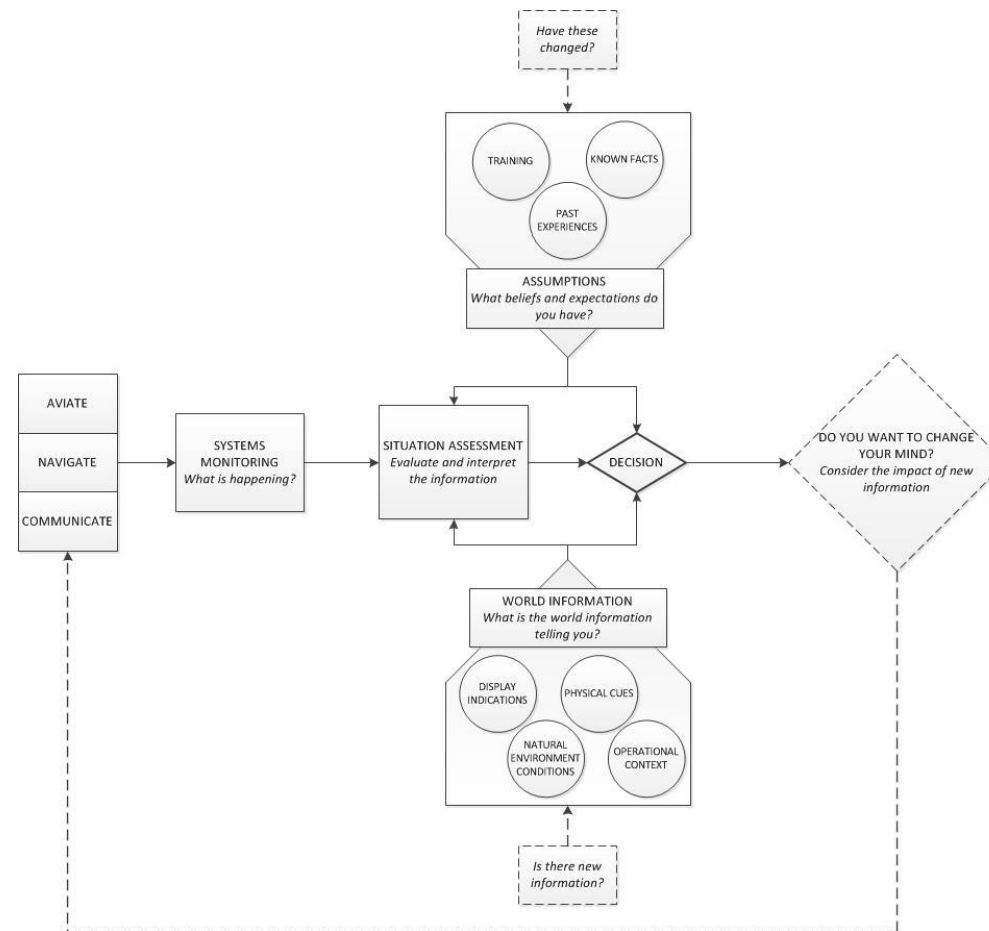 Have these
changed?
TRAINING
KNOWN FACTS
PAST
EXPERIENCES
ASSUMPTIONS
What beliefs and expectations do
you have?
AVIATE
NAVIGATE
COMMUNICATE
SYSTEMS
MONITORING
What is happening?
SITUATION ASSESSMENT
Evaluate and interpret
the information
DECISION
DO YOU WANT TO CHANGE
YOUR MIND?
Consider the impact of new
information
WORLD INFORMATION
What is the world information
telling you?
DISPLAY
INDICATIONS
PHYSICAL CUES
NATURAL
ENVIRONMENT
CONDITIONS
OPERATIONAL
CONTEXT
Is there new
information?